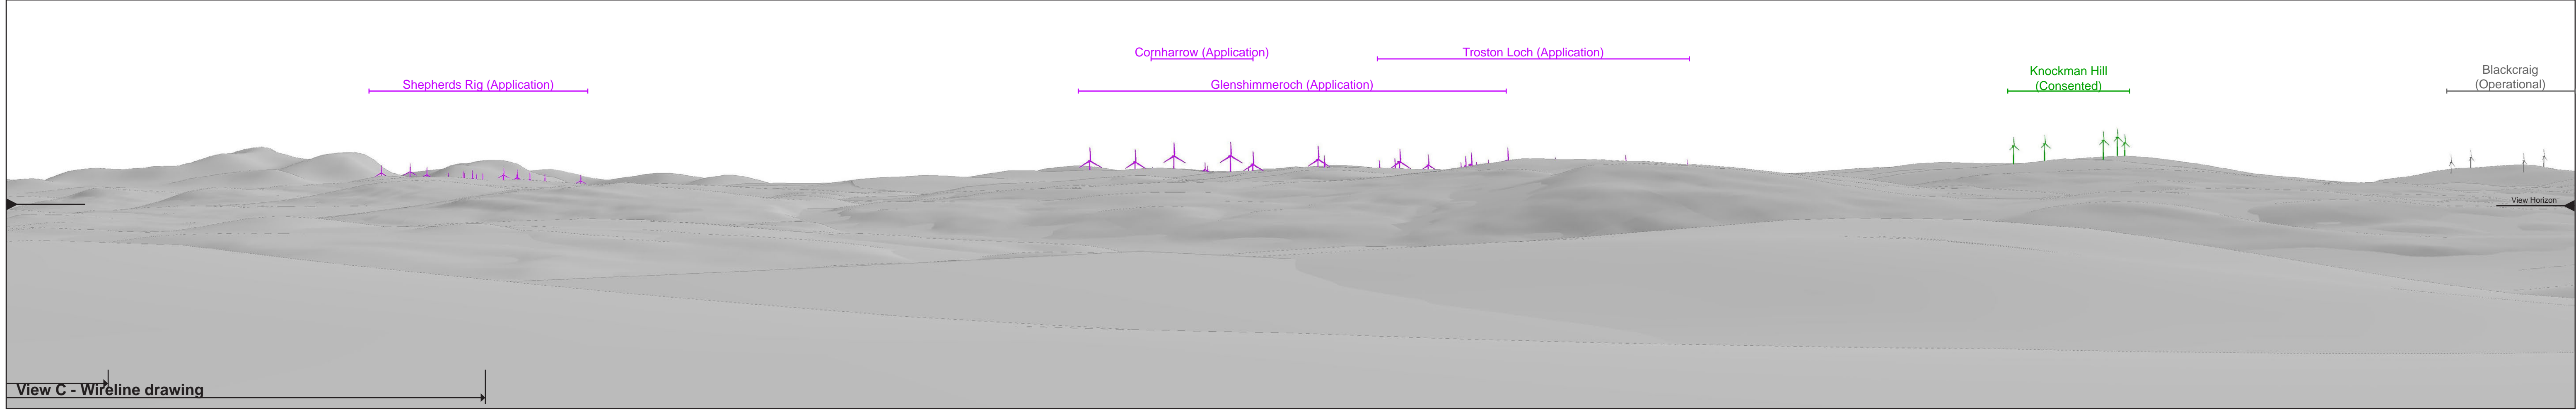 Cornharrow (Application)
Troston Loch (Application)
Shepherds Rig (Application)
Glenshimmeroch (Application)
Knockman Hill
(Consented)
Blackcraig
(Operational)
View Horizon
View C - Wireline drawing